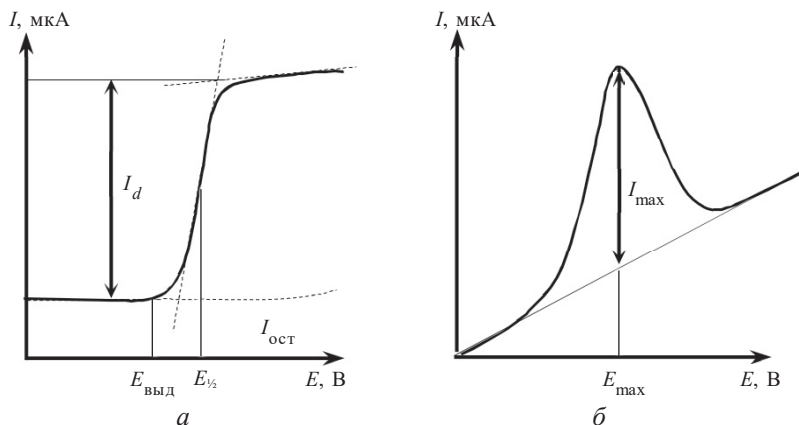 I, мкА
I_d
I_ост
E_выд
E_½
E, В
а
I, мкА
I_max
E_max
E, В
б